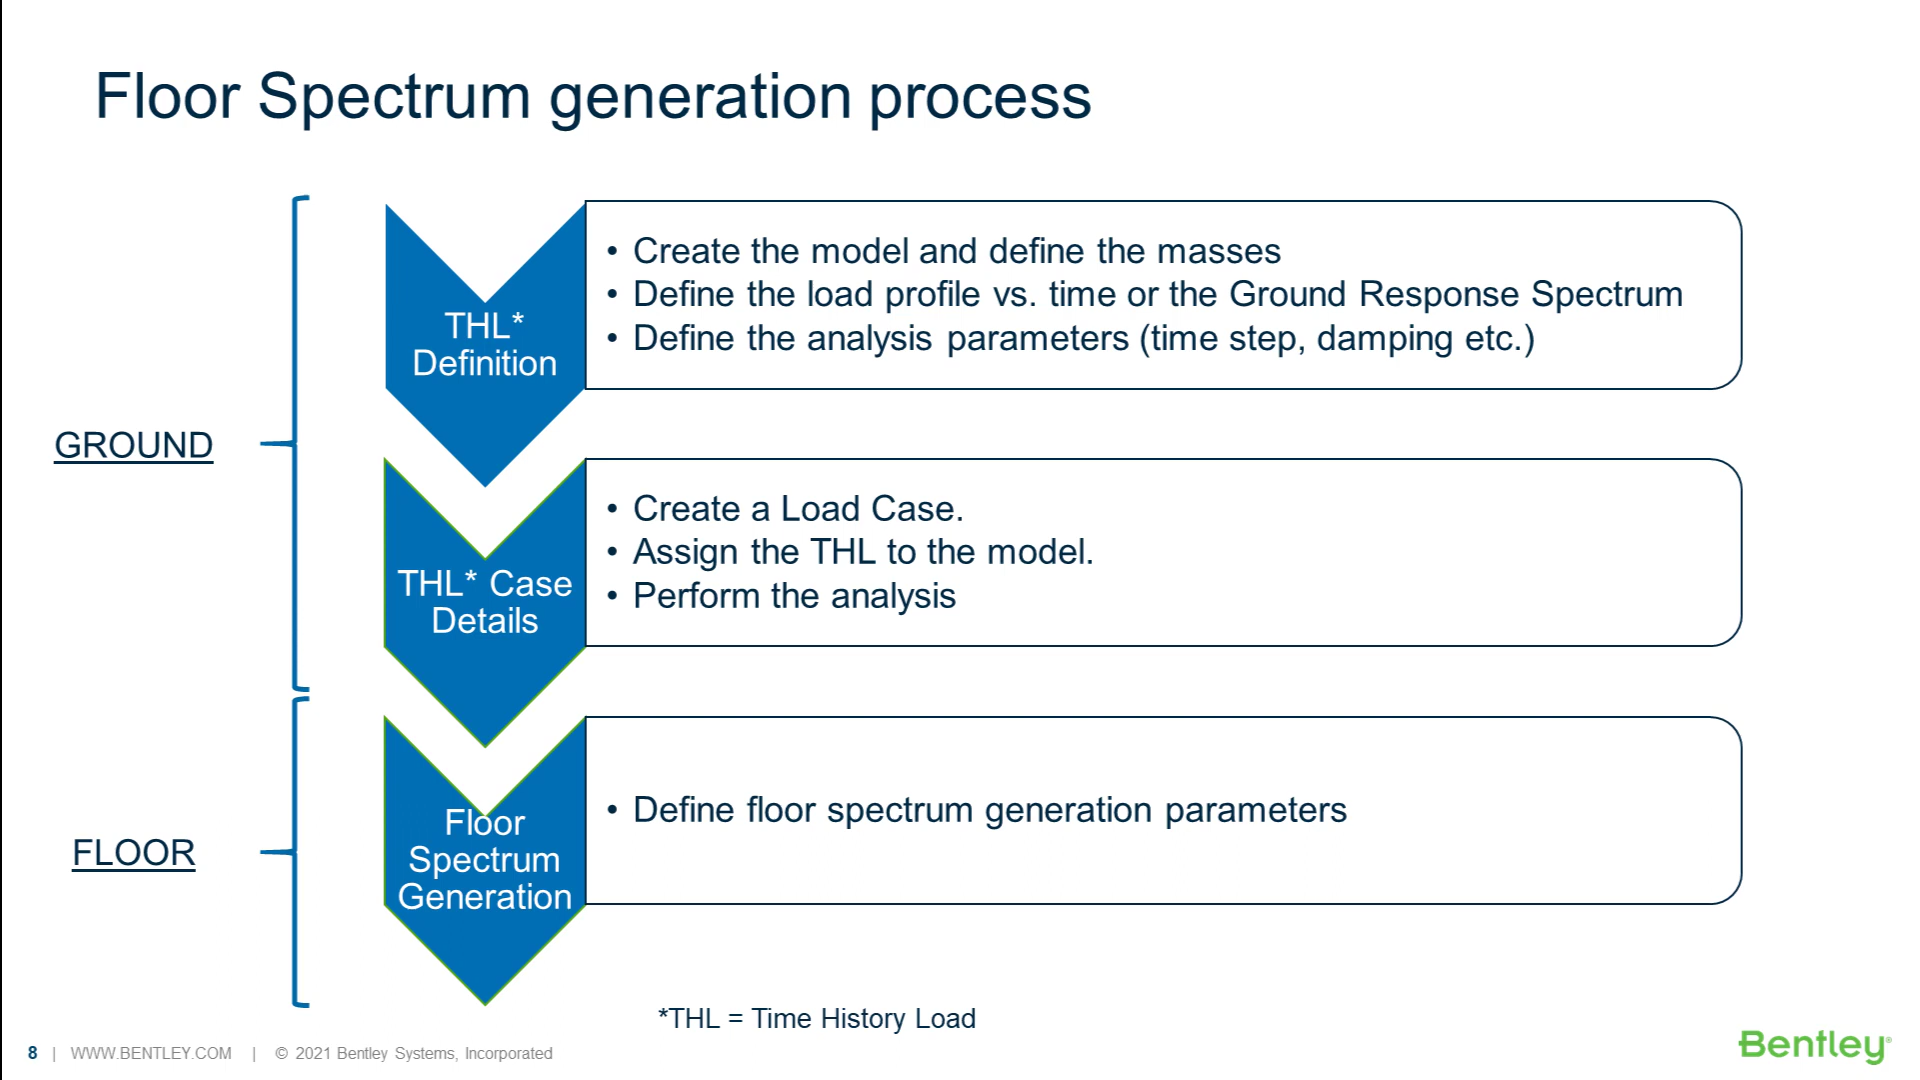 Floor Spectrum generation process
GROUND
THL*
Definition
• Create the model and define the masses
• Define the load profile vs. time or the Ground Response Spectrum
• Define the analysis parameters (time step, damping etc.)
THL* Case
Details
• Create a Load Case.
• Assign the THL to the model.
• Perform the analysis
FLOOR
Floor
Spectrum
Generation
• Define floor spectrum generation parameters
*THL = Time History Load
8 | WWW.BENTLEY.COM | © 2021 Bentley Systems, Incorporated
Bentley®